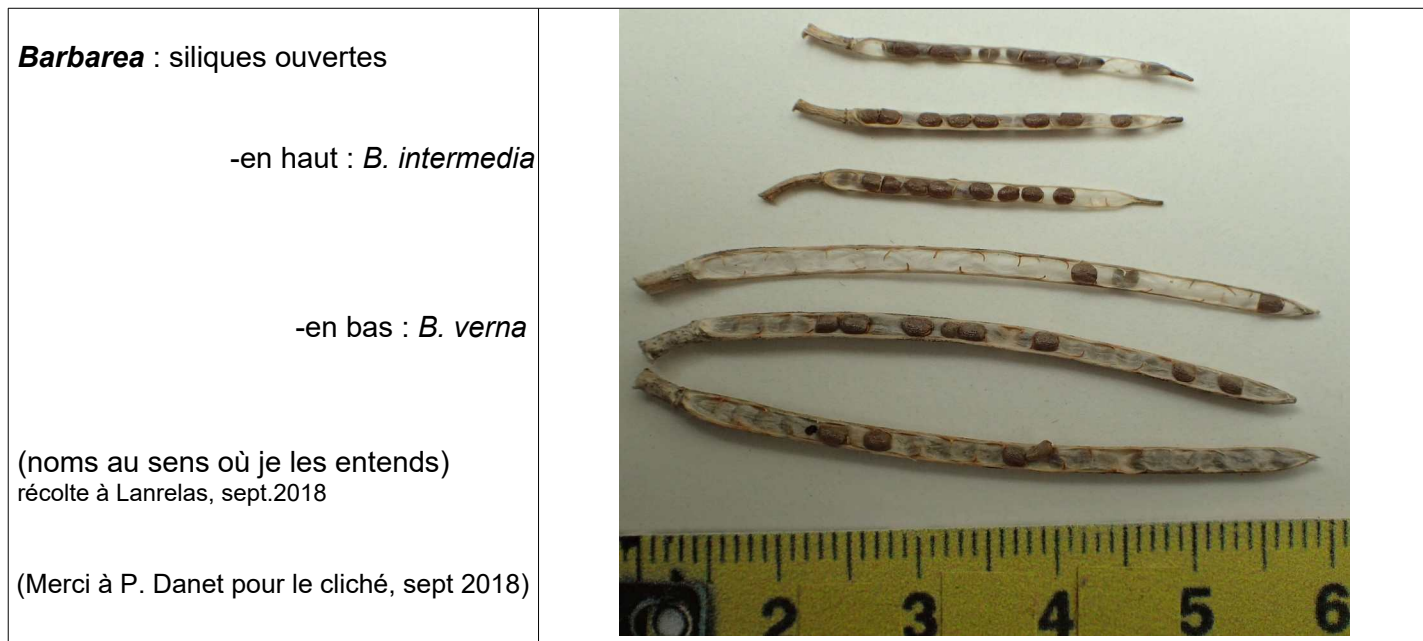 Barbarea : siliques ouvertes
-en haut : B. intermedia
-en bas : B. verna
(noms au sens où je les entends)
récolte à Lanrelas, sept.2018
(Merci à P. Danet pour le cliché, sept 2018)
2 3 4 5 6